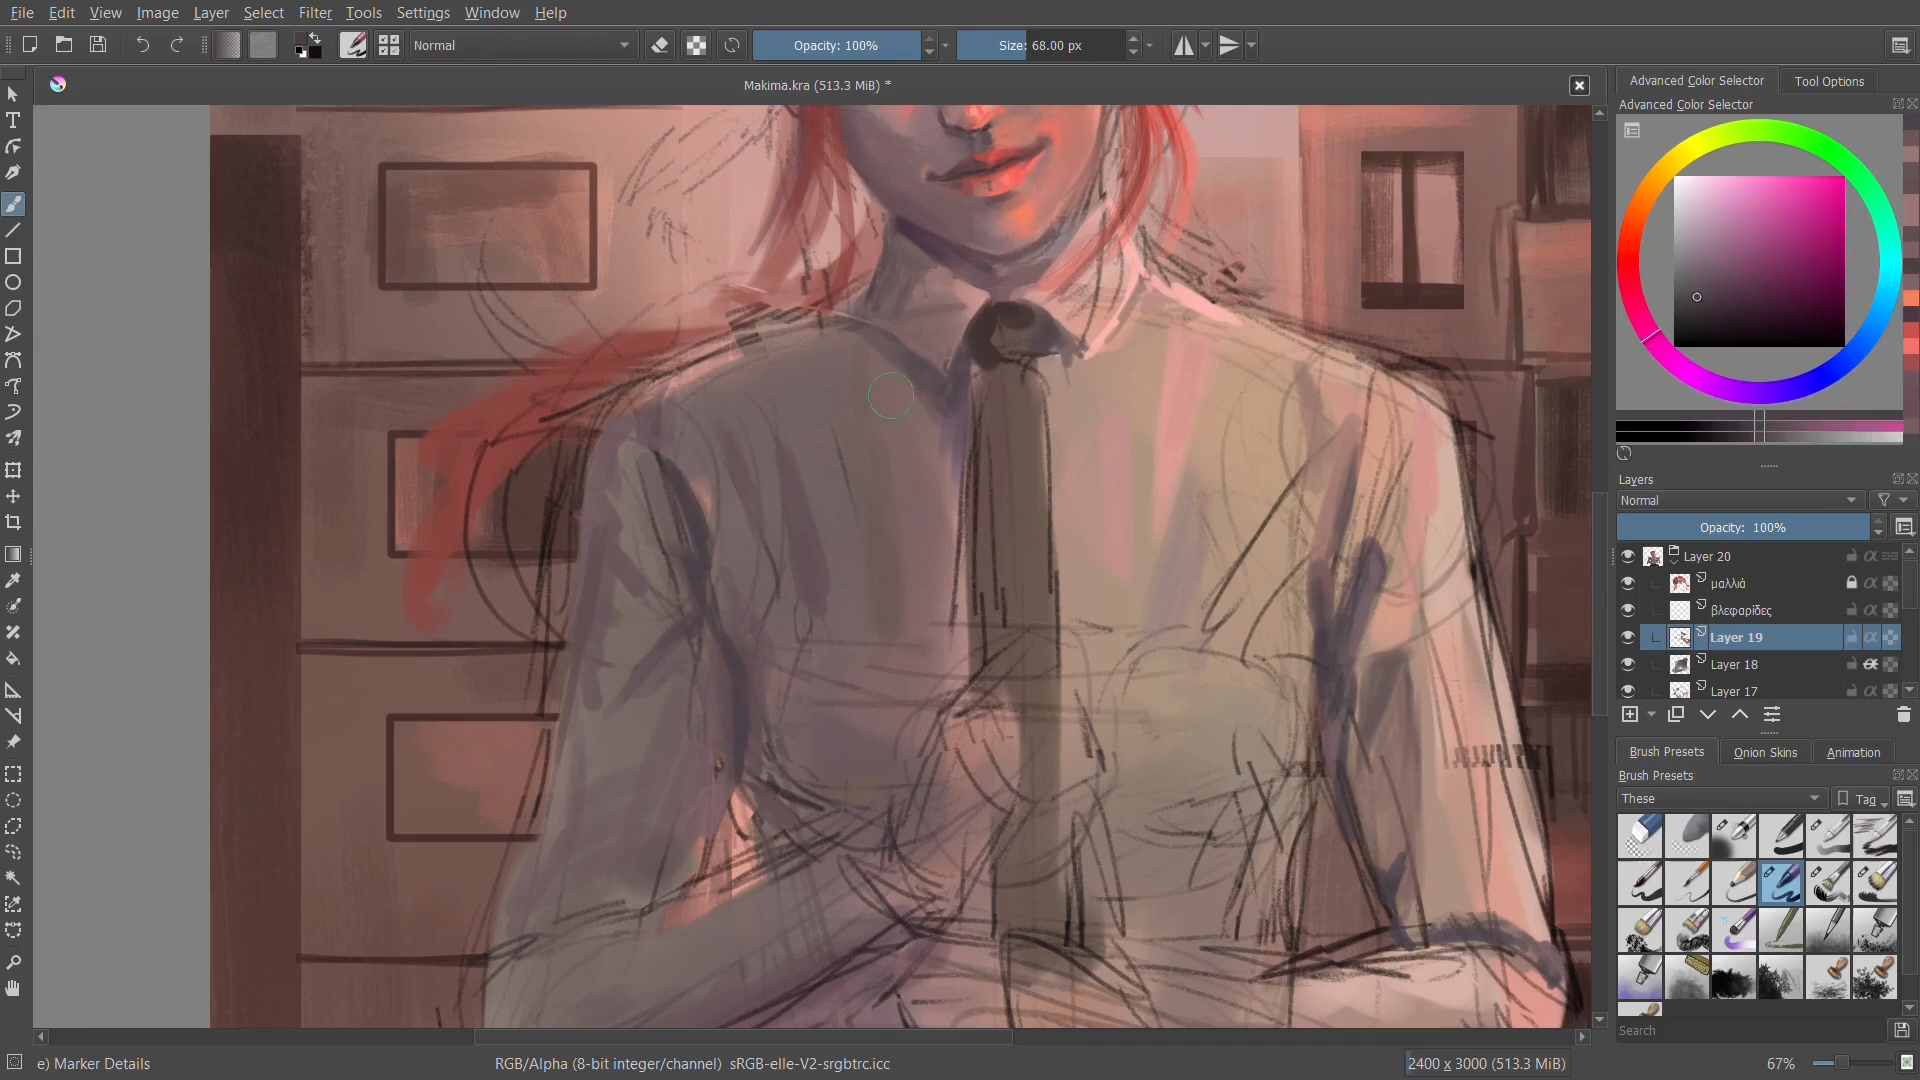 File Edit View Image Layer Select Filter Tools Settings Window Help
Normal Opacity: 100% Size: 68.00 px
Makima.kra (513.3 MiB) *
Advanced Color Selector Tool Options
Advanced Color Selector
Layers
Normal
Opacity: 100%
Layer 20
μαλλιά
βλεφαρίδες
Layer 19
Layer 18
Layer 17
Brush Presets Onion Skins Animation
Brush Presets
These Tag
Search
e) Marker Details RGB/Alpha (8-bit integer/channel) sRGB-elle-V2-srgbtrc.icc 2400 x 3000 (513.3 MiB) 67%